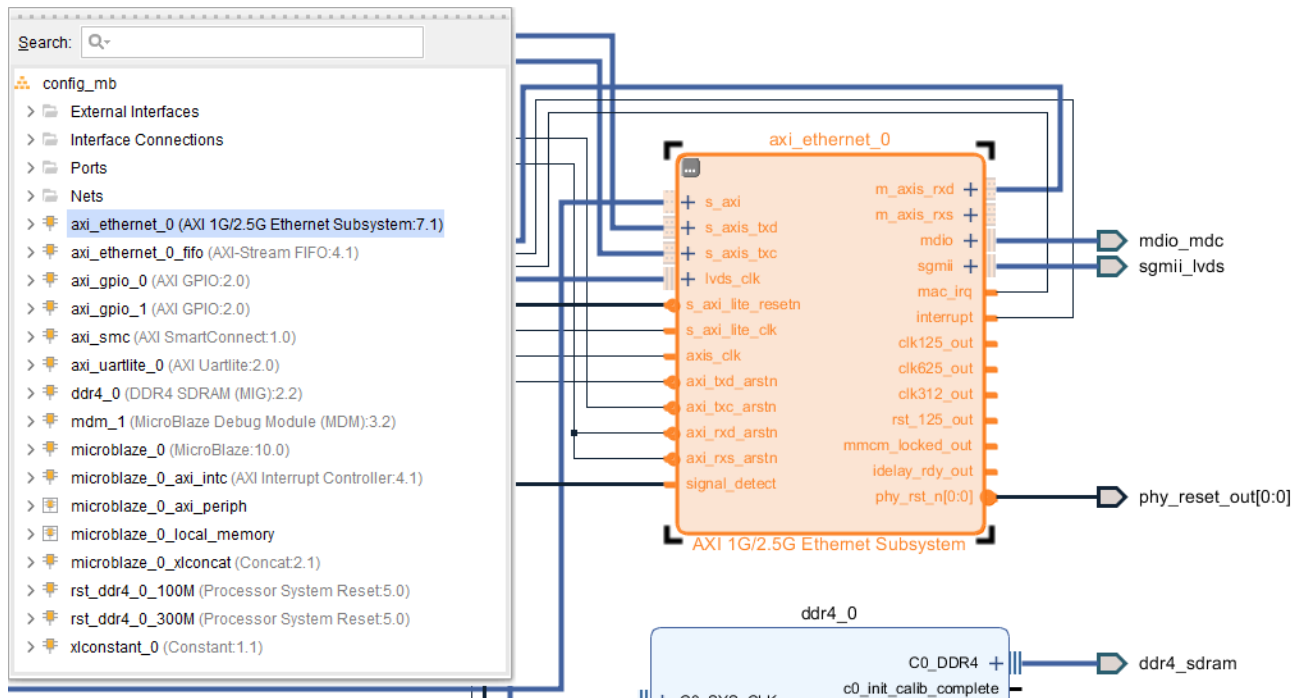 Search:
config_mb
External Interfaces
Interface Connections
Ports
Nets
axi_ethernet_0 (AXI 1G/2.5G Ethernet Subsystem:7.1)
axi_ethernet_0_fifo (AXI-Stream FIFO:4.1)
axi_gpio_0 (AXI GPIO:2.0)
axi_gpio_1 (AXI GPIO:2.0)
axi_smc (AXI SmartConnect:1.0)
axi_uartlite_0 (AXI Uartlite:2.0)
ddr4_0 (DDR4 SDRAM (MIG):2.2)
mdm_1 (MicroBlaze Debug Module (MDM):3.2)
microblaze_0 (MicroBlaze:10.0)
microblaze_0_axi_intc (AXI Interrupt Controller:4.1)
microblaze_0_axi_periph
microblaze_0_local_memory
microblaze_0_xlconcat (Concat:2.1)
rst_ddr4_0_100M (Processor System Reset:5.0)
rst_ddr4_0_300M (Processor System Reset:5.0)
xlconstant_0 (Constant:1.1)
axi_ethernet_0
s_axi
s_axis_txd
s_axis_txc
lvds_clk
s_axi_lite_resetn
s_axi_lite_clk
axis_clk
axi_txd_arstn
axi_txc_arstn
axi_rxd_arstn
axi_rxs_arstn
signal_detect
m_axis_rxd
m_axis_rxs
mdio
sgmii
mac_irq
interrupt
clk125_out
clk625_out
clk312_out
rst_125_out
mmcm_locked_out
idelay_rdy_out
phy_rst_n[0:0]
AXI 1G/2.5G Ethernet Subsystem
mdio_mdc
sgmii_lvds
phy_reset_out[0:0]
ddr4_0
C0_DDR4
c0_init_calib_complete
C0_SYS_CLK
ddr4_sdram